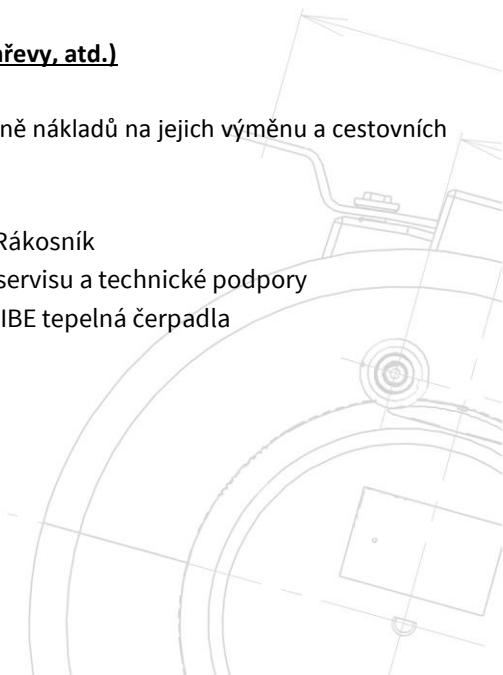 řevy, atd.)
ně nákladů na jejich výměnu a cestovních
Rákosník
servisu a technické podpory
IBE tepelná čerpadla